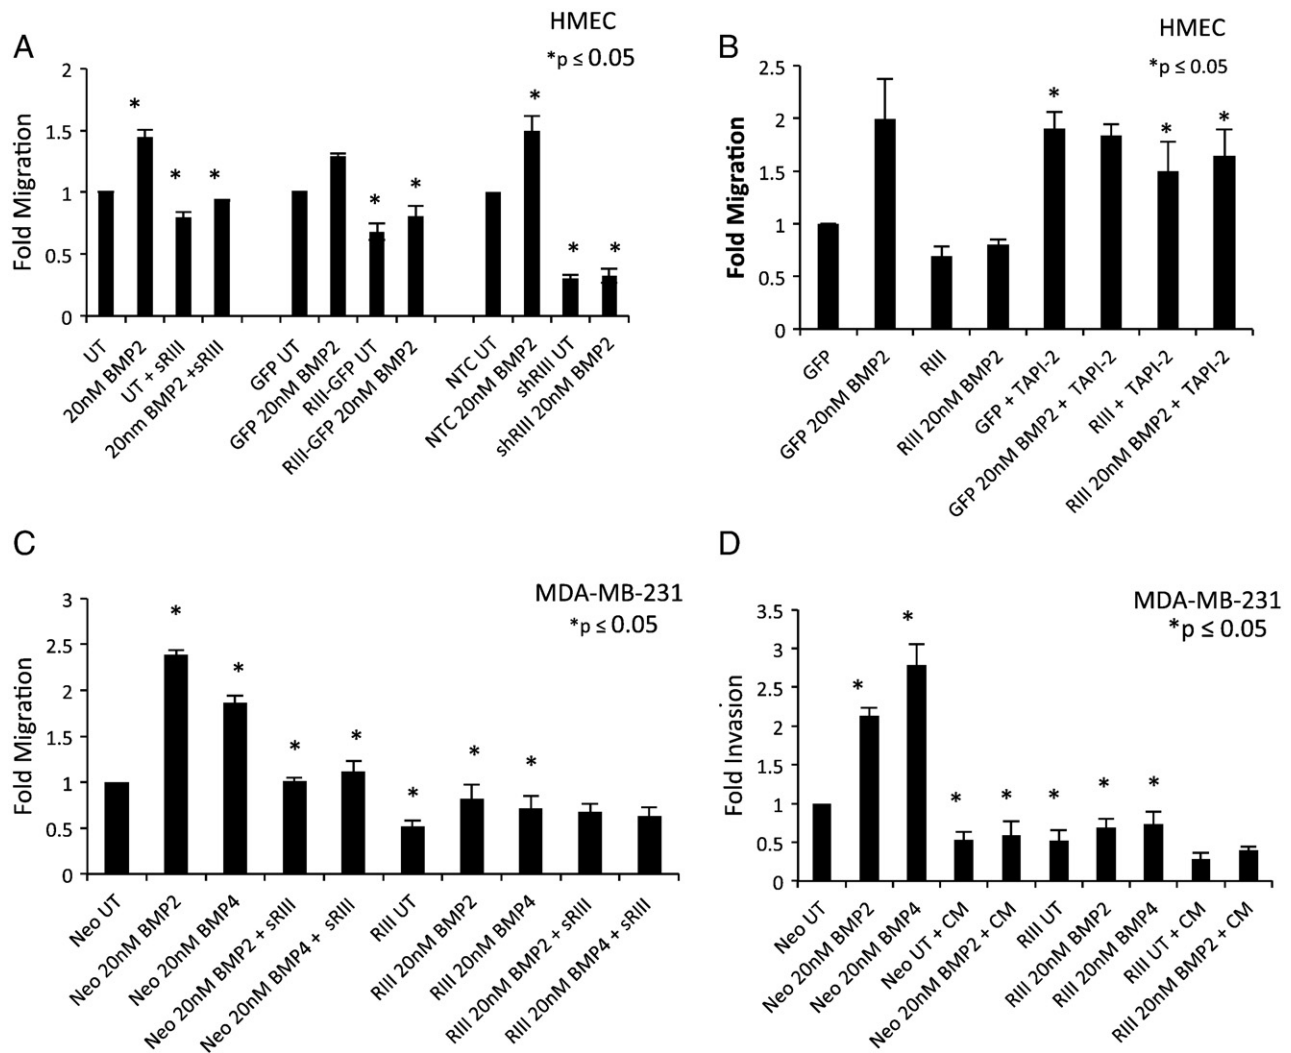 A
HMEC
*p ≤ 0.05
Fold Migration
2
1.5
1
0.5
0
* * * * * * * *
UT
20nM BMP2
UT + sRIII
20nm BMP2 +sRIII
GFP UT
GFP 20nM BMP2
RIII-GFP UT
RIII-GFP 20nM BMP2
NTC UT
NTC 20nM BMP2
shRIII UT
shRIII 20nM BMP2
B
HMEC
*p ≤ 0.05
Fold Migration
2.5
2
1.5
1
0.5
0
* * *
GFP
GFP 20nM BMP2
RIII
RIII 20nM BMP2
GFP + TAPI-2
GFP 20nM BMP2 + TAPI-2
RIII + TAPI-2
RIII 20nM BMP2 + TAPI-2
C
MDA-MB-231
*p ≤ 0.05
Fold Migration
3
2.5
2
1.5
1
0.5
0
* * * * * * *
Neo UT
Neo 20nM BMP2
Neo 20nM BMP4
Neo 20nM BMP2 + sRIII
Neo 20nM BMP4 + sRIII
RIII UT
RIII 20nM BMP2
RIII 20nM BMP4
RIII 20nM BMP2 + sRIII
RIII 20nM BMP4 + sRIII
D
MDA-MB-231
*p ≤ 0.05
Fold Invasion
3.5
3
2.5
2
1.5
1
0.5
0
* * * * * * *
Neo UT
Neo 20nM BMP2
Neo 20nM BMP4
Neo UT + CM
Neo 20nM BMP2 + CM
RIII UT
RIII 20nM BMP2
RIII 20nM BMP4
RIII UT + CM
RIII 20nM BMP2 + CM